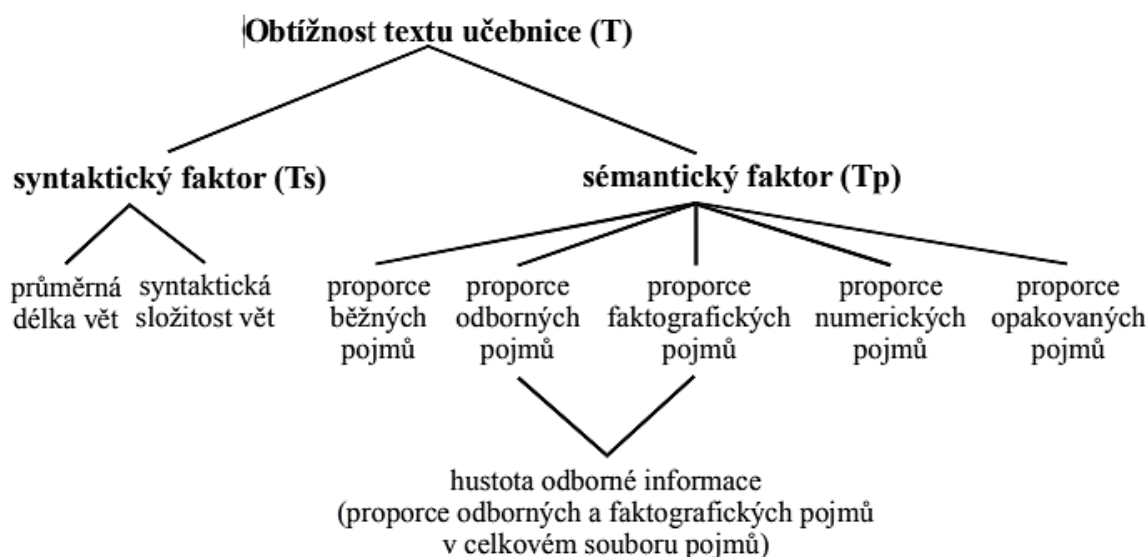 Obtížnost textu učebnice (T)
syntaktický faktor (Ts)
sémantický faktor (Tp)
průměrná
délka vět
syntaktická
složitost vět
proporce
běžných
pojmů
proporce
odborných
pojmů
proporce
faktografických
pojmů
proporce
numerických
pojmů
proporce
opakovaných
pojmů
hustota odborné informace
(proporce odborných a faktografických pojmů
v celkovém souboru pojmů)